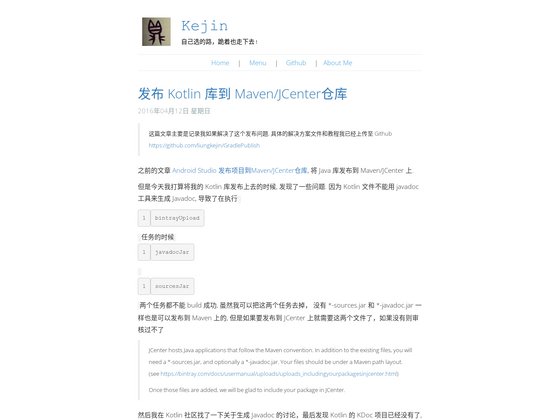 Kejin
自己选的路，跪着也走下去！
Home | Menu | Github | About Me
发布 Kotlin 库到 Maven/JCenter仓库
2016年04月12日 星期日
这篇文章主要是记录我如果解决了这个发布问题. 具体的解决方案文件和教程我已经上传至 Github
https://github.com/liungkejin/GradlePublish
之前的文章 Android Studio 发布项目到Maven/JCenter仓库, 将 Java 库发布到 Maven/JCenter 上
但是今天我打算将我的 Kotlin 库发布上去的时候, 发现了一些问题. 因为 Kotlin 文件不能用 javadoc
工具来生成 Javadoc, 导致了在执行
1 bintrayUpload
任务的时候
1 javadocJar
1 sourcesJar
两个任务都不能 build 成功, 虽然我可以把这两个任务去掉， 没有 *-sources.jar 和 *-javadoc.jar 一
样也是可以发布到 Maven 上的, 但是如果要发布到 JCenter 上就需要这两个文件了，如果没有则审
核过不了
JCenter hosts Java applications that follow the Maven convention. In addition to the existing files, you will
need a *-sources.jar, and optionally a *-javadoc.jar. Your files should be under a Maven path layout.
(see https://bintray.com/docs/usermanual/uploads/uploads_includingyourpackagesinjcenter.html)
Once those files are added, we will be glad to include your package in JCenter.
然后我在 Kotlin 社区找了一下关于生成 Javadoc 的讨论，最后发现 Kotlin 的 KDoc 项目已经没有了,